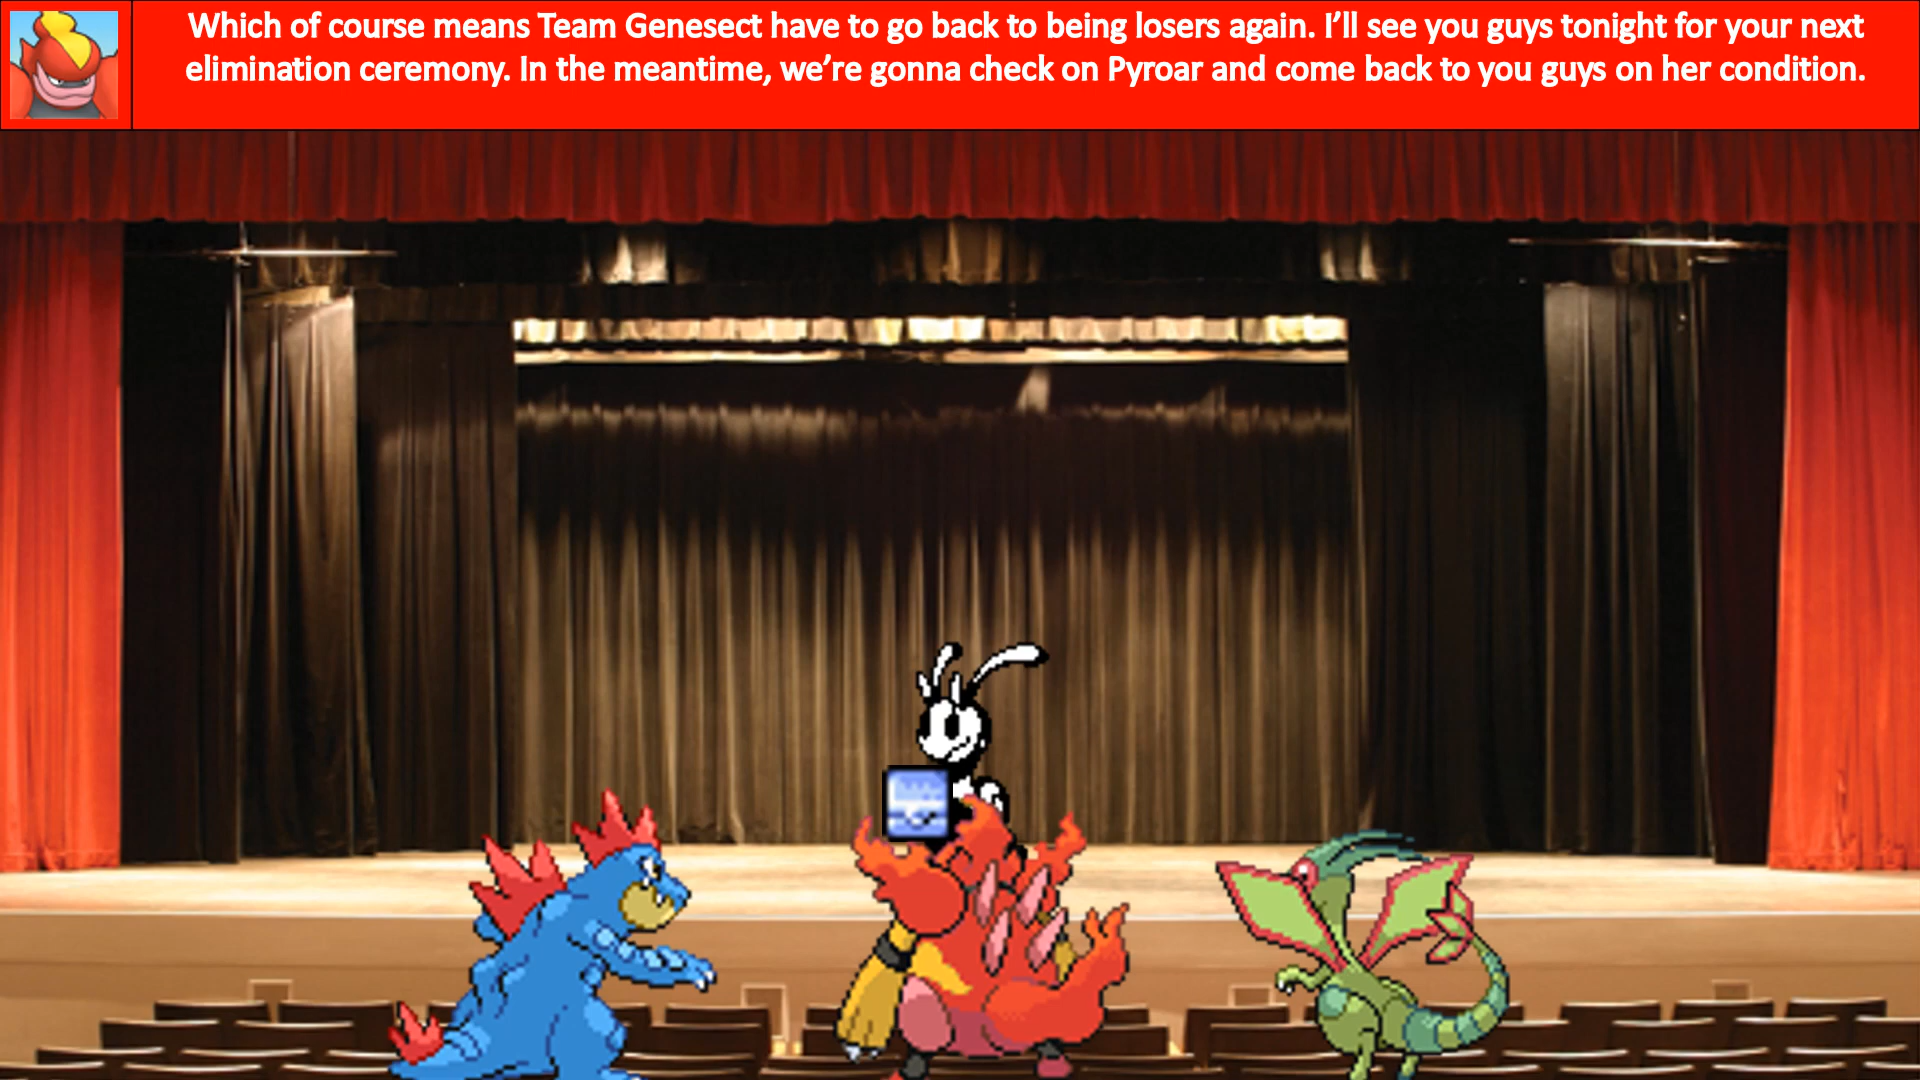 Which of course means Team Genesect have to go back to being losers again. I’ll see you guys tonight for your next
elimination ceremony. In the meantime, we’re gonna check on Pyroar and come back to you guys on her condition.